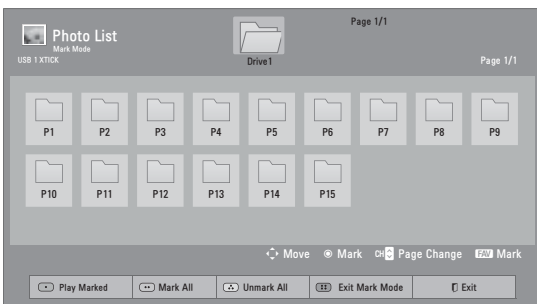 Page 1/1
Photo List
Mark Mode
USB 1 XTICK
Drive1
Page 1/1
P1 P2 P3 P4 P5 P6 P7 P8 P9
P10 P11 P12 P13 P14 P15
Move Mark CH Page Change FAV Mark
Play Marked Mark All Unmark All Exit Mark Mode Exit